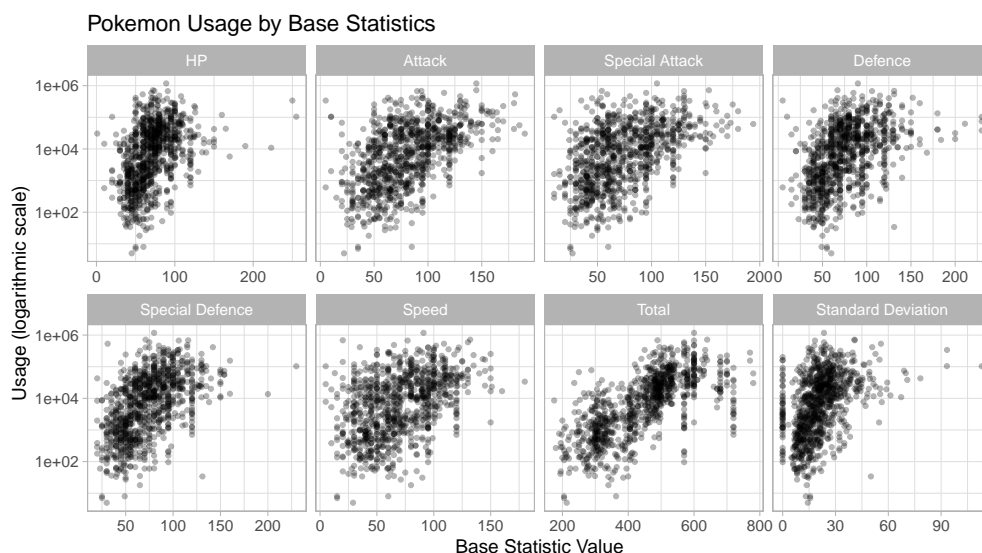 Pokemon Usage by Base Statistics
HP Attack Special Attack Defence
1e+06
1e+04
1e+02
0 100 200 0 50 100 150 50 100 150 200 0 50 100 150 200
Special Defence Speed Total Standard Deviation
1e+06
1e+04
1e+02
50 100 150 200 0 50 100 150 200 400 600 800 0 30 60 90
Usage (logarithmic scale)
Base Statistic Value